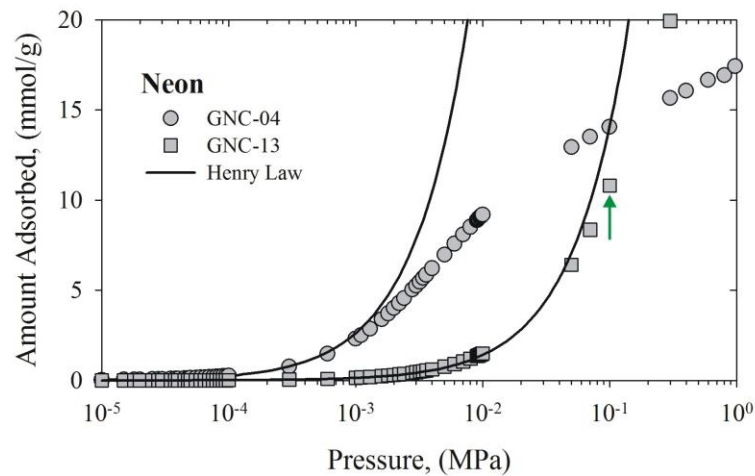 20
15
10
5
0
Amount Adsorbed, (mmol/g)
Neon
GNC-04
GNC-13
Henry Law
10⁻⁵ 10⁻⁴ 10⁻³ 10⁻² 10⁻¹ 10⁰
Pressure, (MPa)